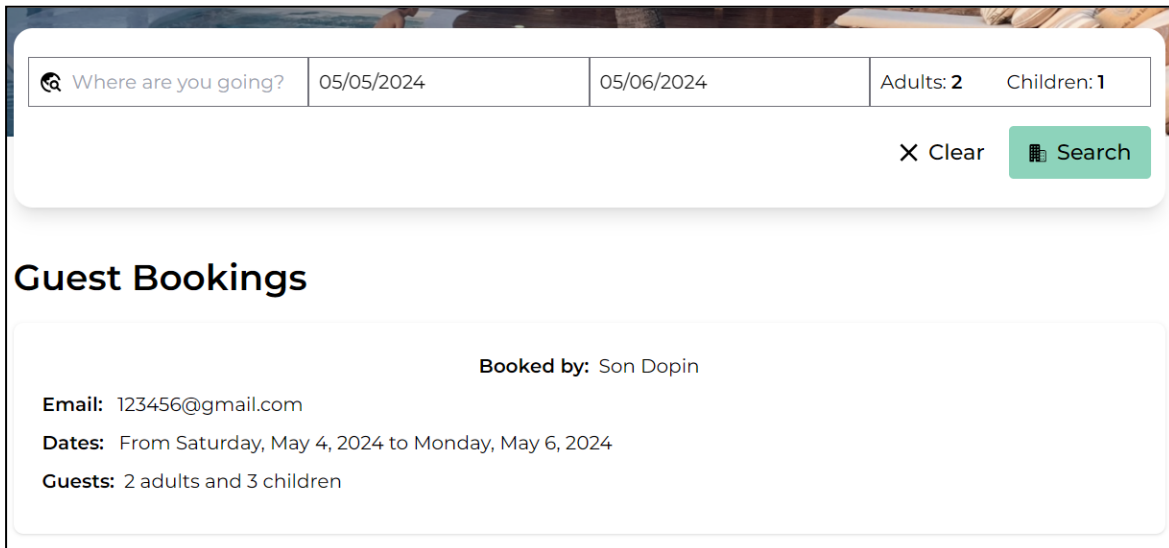 Where are you going? 05/05/2024 05/06/2024 Adults: 2 Children: 1
Clear Search
Guest Bookings
Booked by: Son Dopin
Email: 123456@gmail.com
Dates: From Saturday, May 4, 2024 to Monday, May 6, 2024
Guests: 2 adults and 3 children